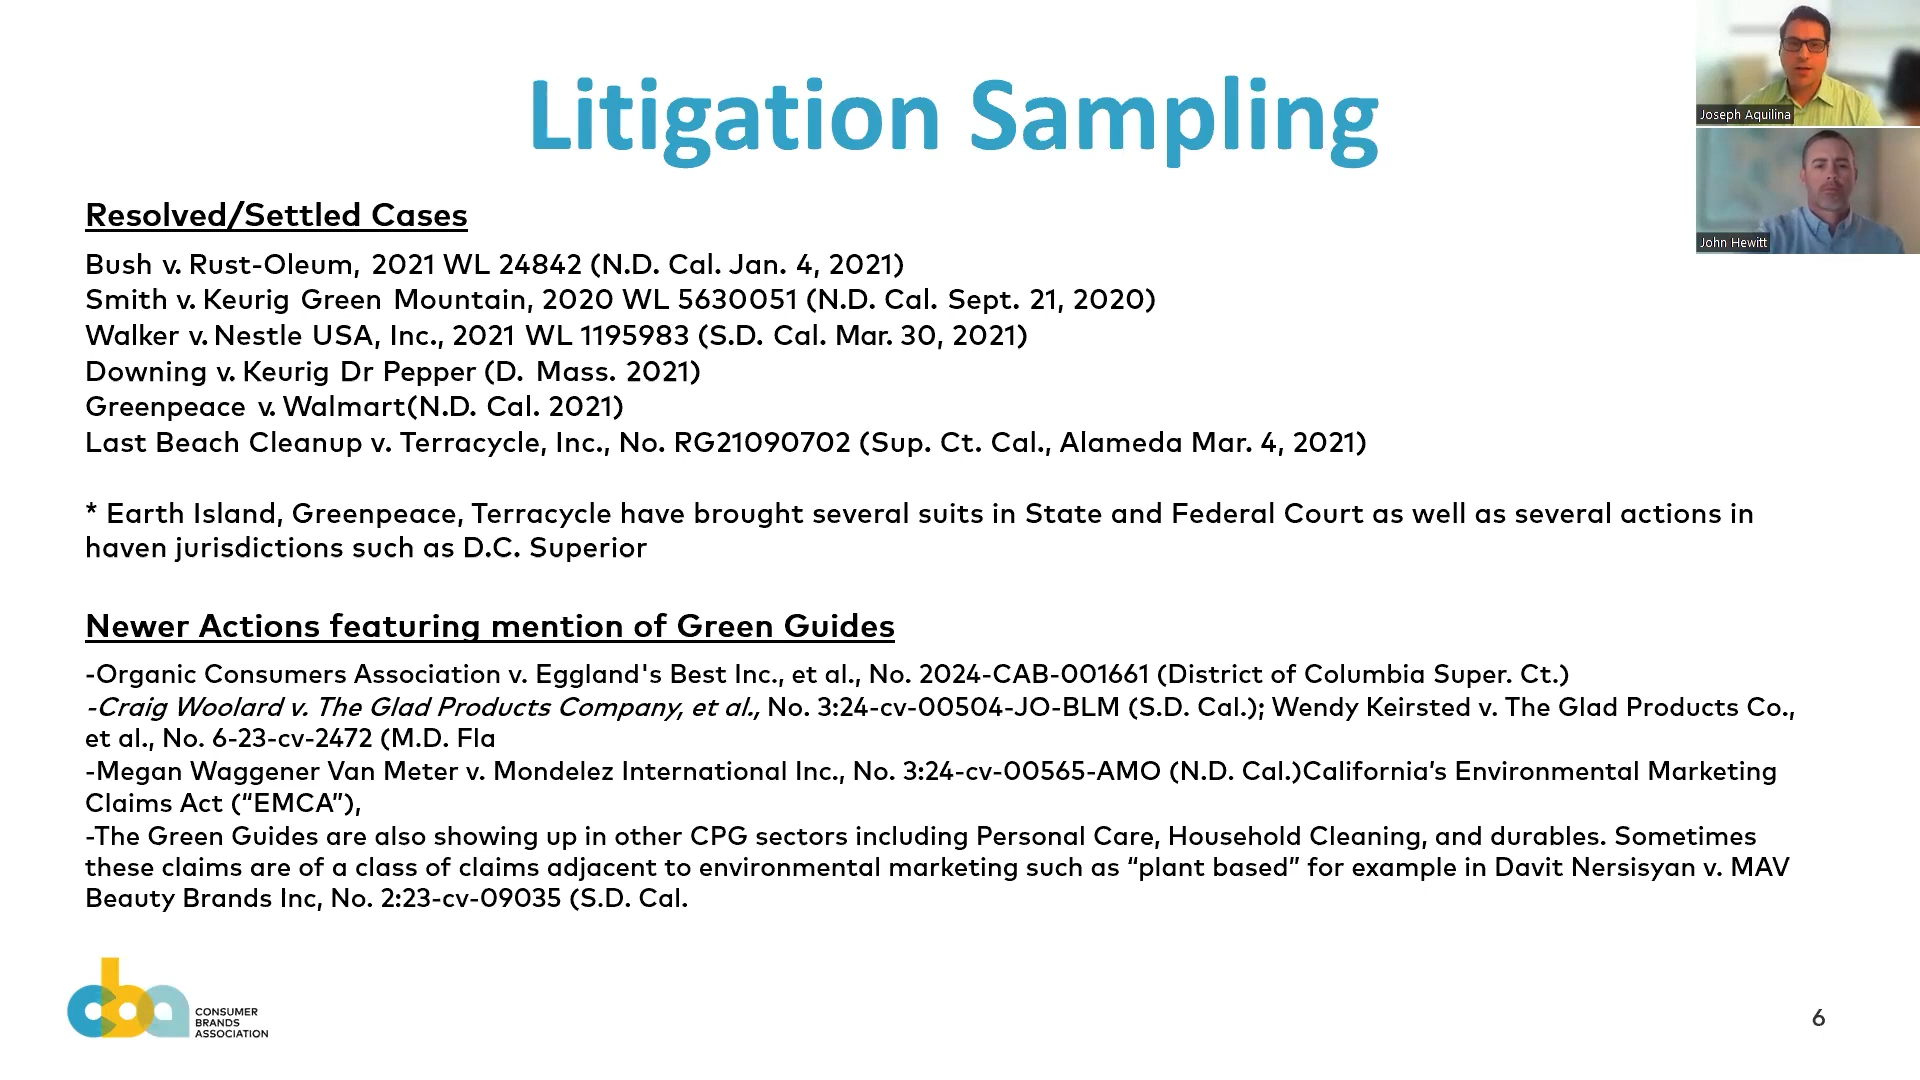 Litigation Sampling
Joseph Aquilina
John Hewitt
Resolved/Settled Cases
Bush v. Rust-Oleum, 2021 WL 24842 (N.D. Cal. Jan. 4, 2021)
Smith v. Keurig Green Mountain, 2020 WL 5630051 (N.D. Cal. Sept. 21, 2020)
Walker v. Nestle USA, Inc., 2021 WL 1195983 (S.D. Cal. Mar. 30, 2021)
Downing v. Keurig Dr Pepper (D. Mass. 2021)
Greenpeace v. Walmart(N.D. Cal. 2021)
Last Beach Cleanup v. Terracycle, Inc., No. RG21090702 (Sup. Ct. Cal., Alameda Mar. 4, 2021)
* Earth Island, Greenpeace, Terracycle have brought several suits in State and Federal Court as well as several actions in
haven jurisdictions such as D.C. Superior
Newer Actions featuring mention of Green Guides
-Organic Consumers Association v. Eggland's Best Inc., et al., No. 2024-CAB-001661 (District of Columbia Super. Ct.)
-Craig Woolard v. The Glad Products Company, et al., No. 3:24-cv-00504-JO-BLM (S.D. Cal.); Wendy Keirsted v. The Glad Products Co.,
et al., No. 6-23-cv-2472 (M.D. Fla
-Megan Waggener Van Meter v. Mondelez International Inc., No. 3:24-cv-00565-AMO (N.D. Cal.)California’s Environmental Marketing
Claims Act (“EMCA”),
-The Green Guides are also showing up in other CPG sectors including Personal Care, Household Cleaning, and durables. Sometimes
these claims are of a class of claims adjacent to environmental marketing such as “plant based” for example in Davit Nersisyan v. MAV
Beauty Brands Inc, No. 2:23-cv-09035 (S.D. Cal.
cba
CONSUMER
BRANDS
ASSOCIATION
6